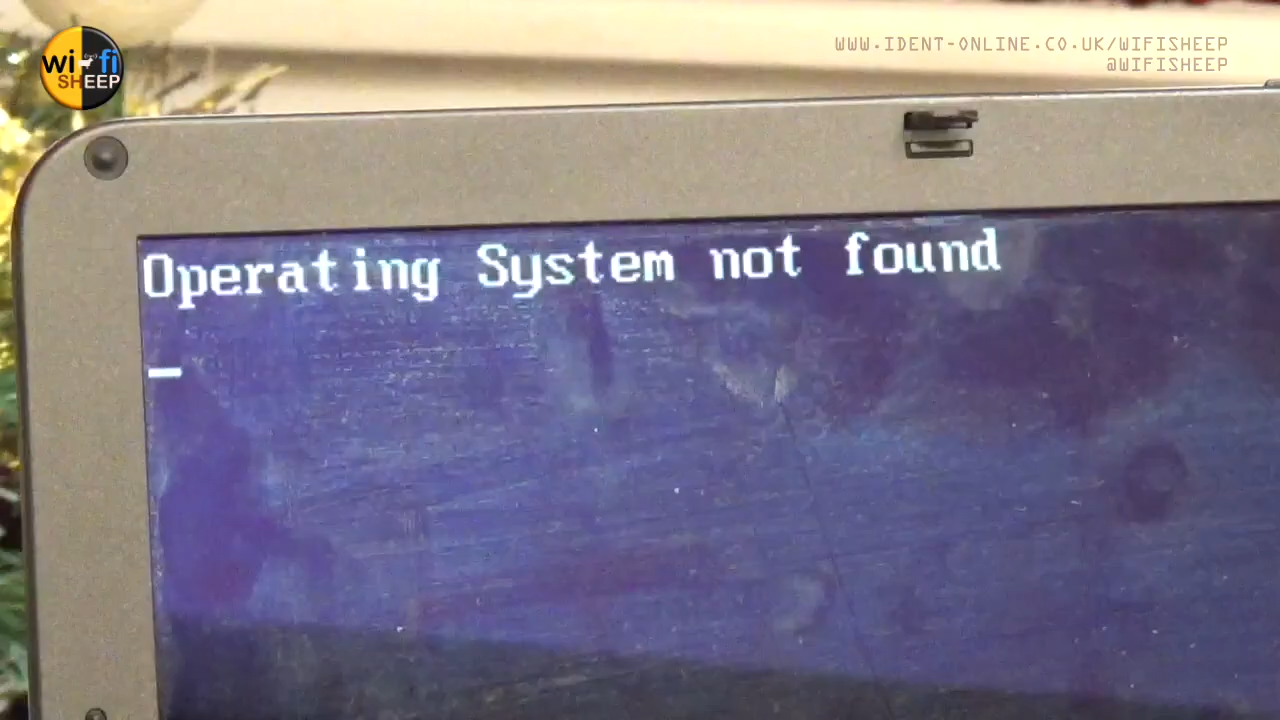 wi-fi
SHEEP
WWW.IDENT-ONLINE.CO.UK/WIFISHEEP
@WIFISHEEP
Operating System not found
_